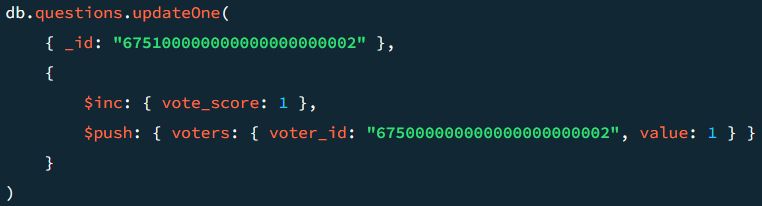 db.questions.updateOne(
{ _id: "675100000000000000000002" },
{
$inc: { vote_score: 1 },
$push: { voters: { voter_id: "675000000000000000000002", value: 1 } }
}
)